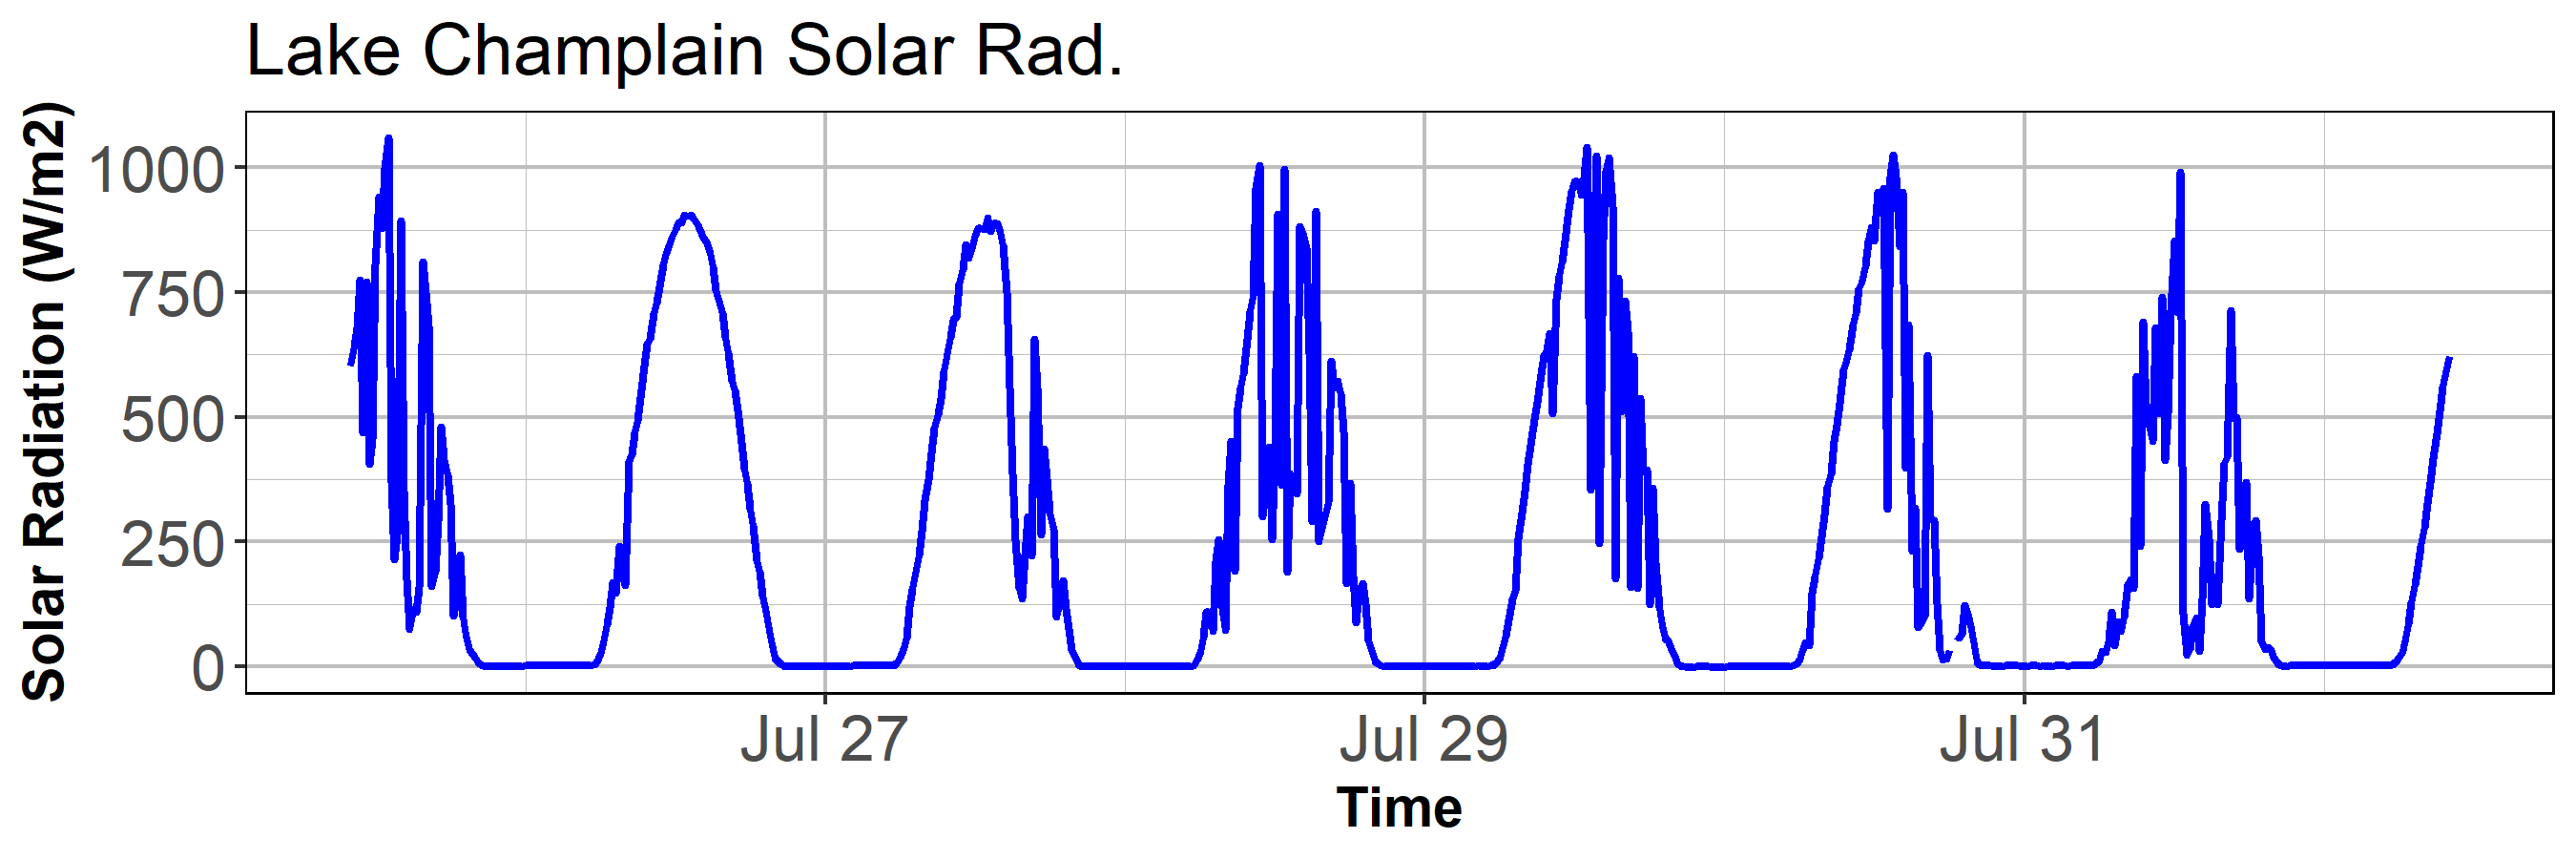 Lake Champlain Solar Rad.
Solar Radiation (W/m2)
1000
750
500
250
0
Jul 27
Jul 29
Jul 31
Time